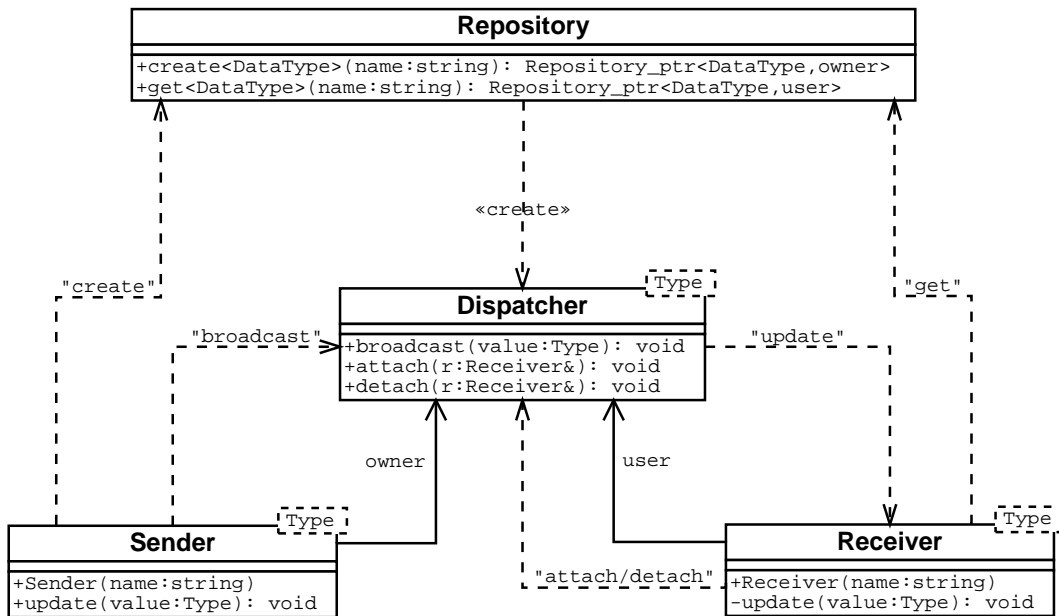 Repository
+create<DataType>(name:string): Repository_ptr<DataType,owner>
+get<DataType>(name:string): Repository_ptr<DataType,user>
«create»
"create"
"get"
Type
Dispatcher
"broadcast"
+broadcast(value:Type): void
+attach(r:Receiver&): void
+detach(r:Receiver&): void
"update"
owner
user
Type
Sender
+Sender(name:string)
+update(value:Type): void
"attach/detach"
Type
Receiver
+Receiver(name:string)
-update(value:Type): void